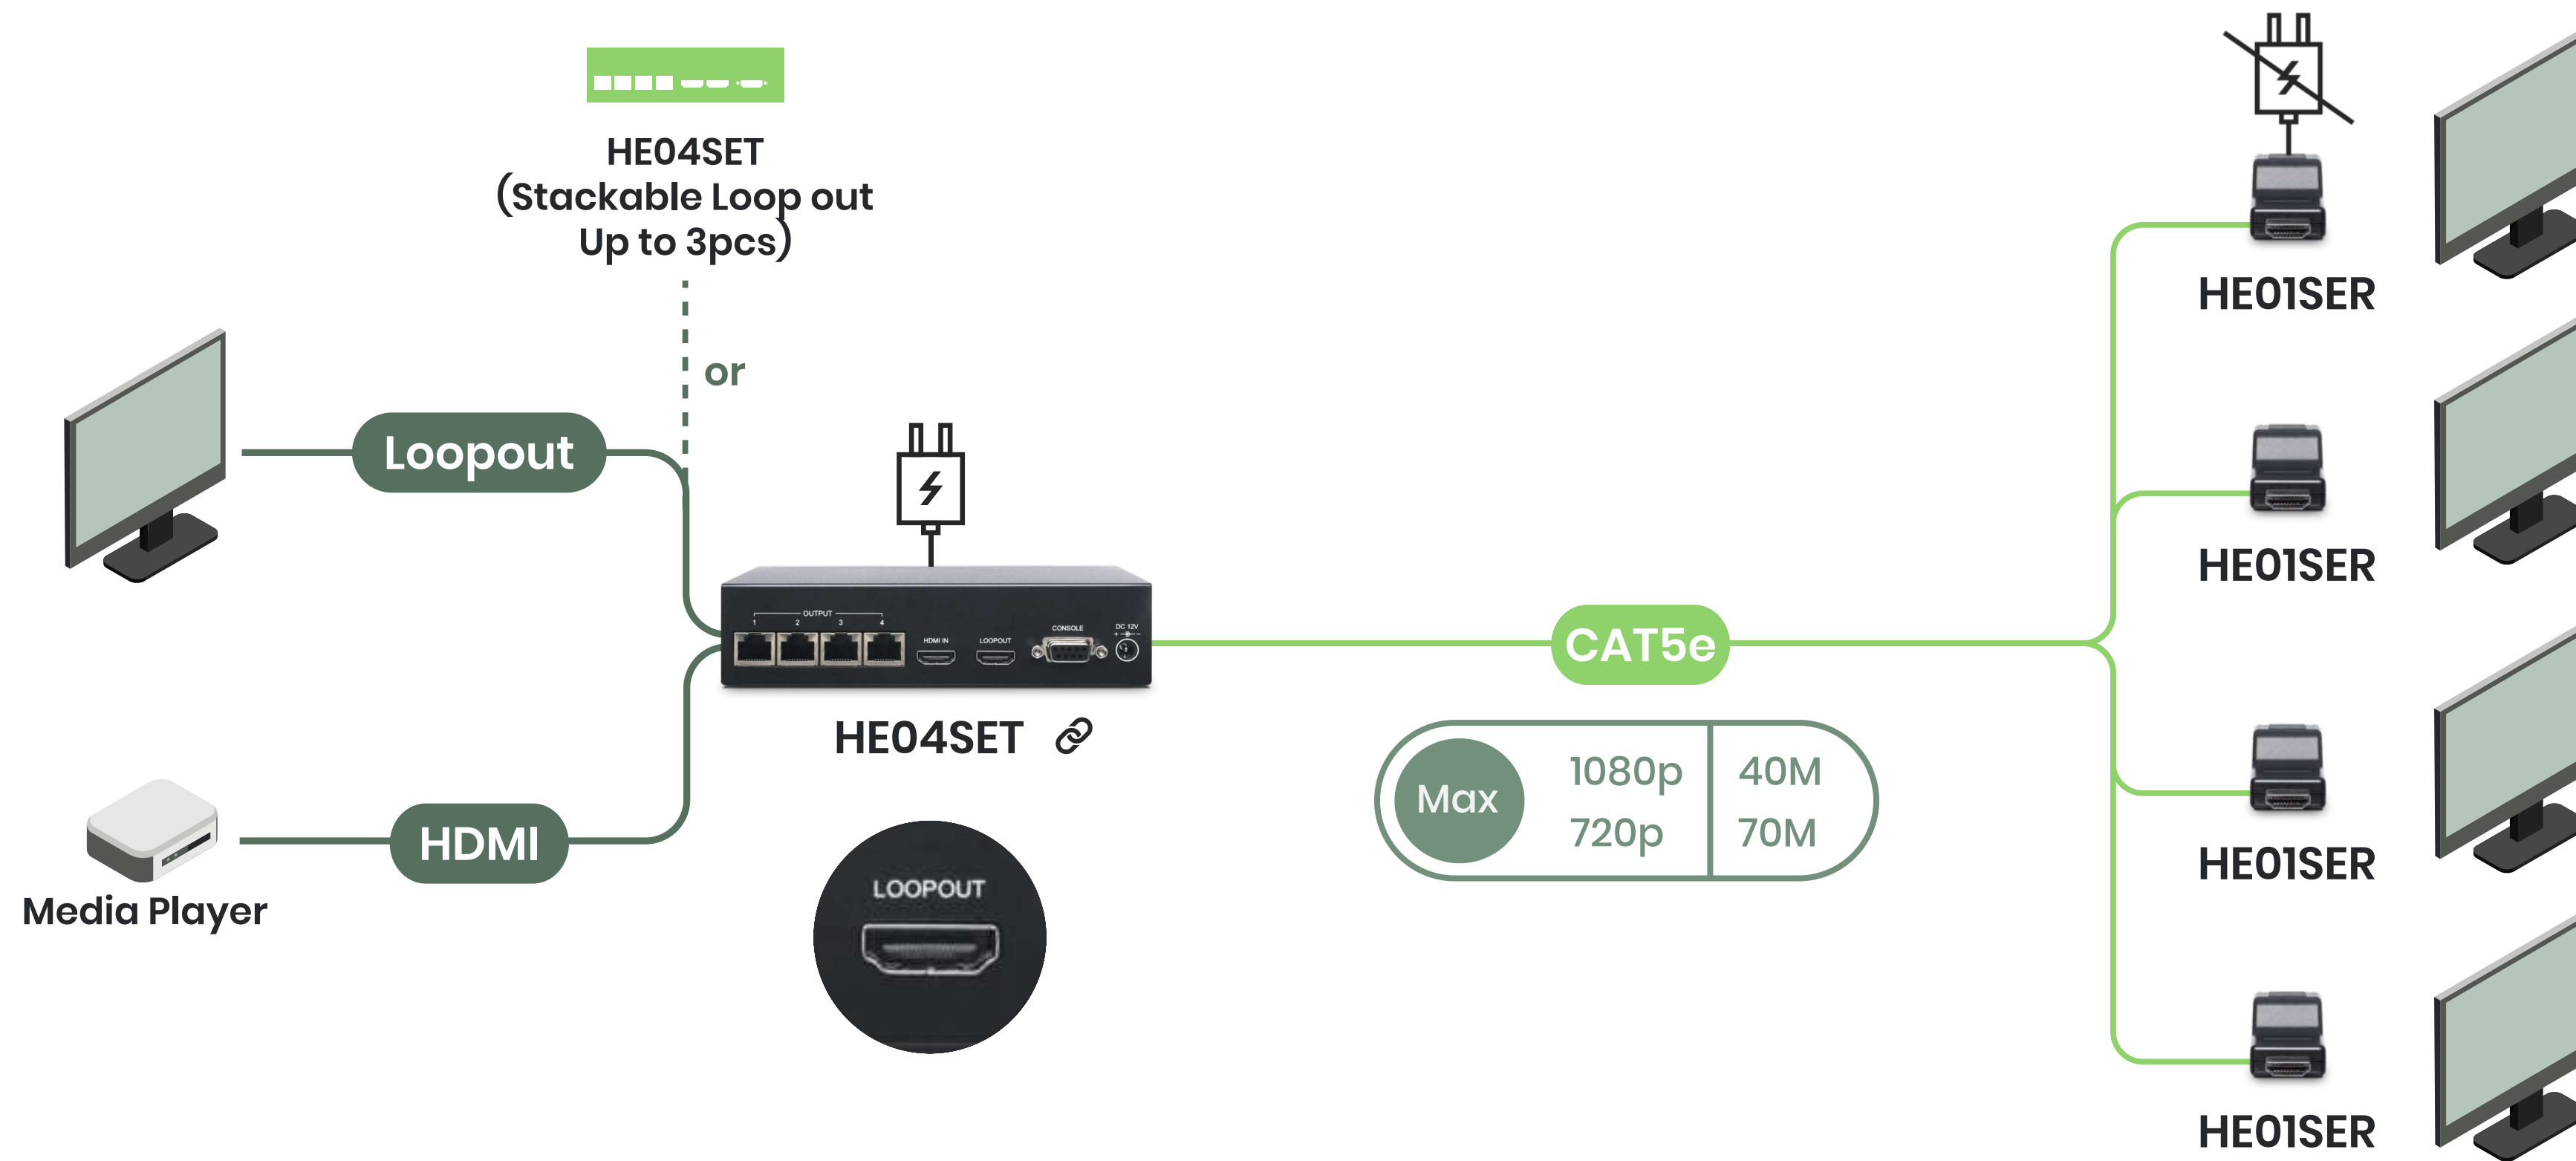 HE04SET
(Stackable Loop out
Up to 3pcs)
or
Loopout
OUTPUT
1 2 3 4
HDMI IN
LOOPOUT
CONSOLE
DC 12V
HE04SET
HDMI
Media Player
LOOPOUT
CAT5e
Max
1080p 40M
720p 70M
HE01SER
HE01SER
HE01SER
HE01SER